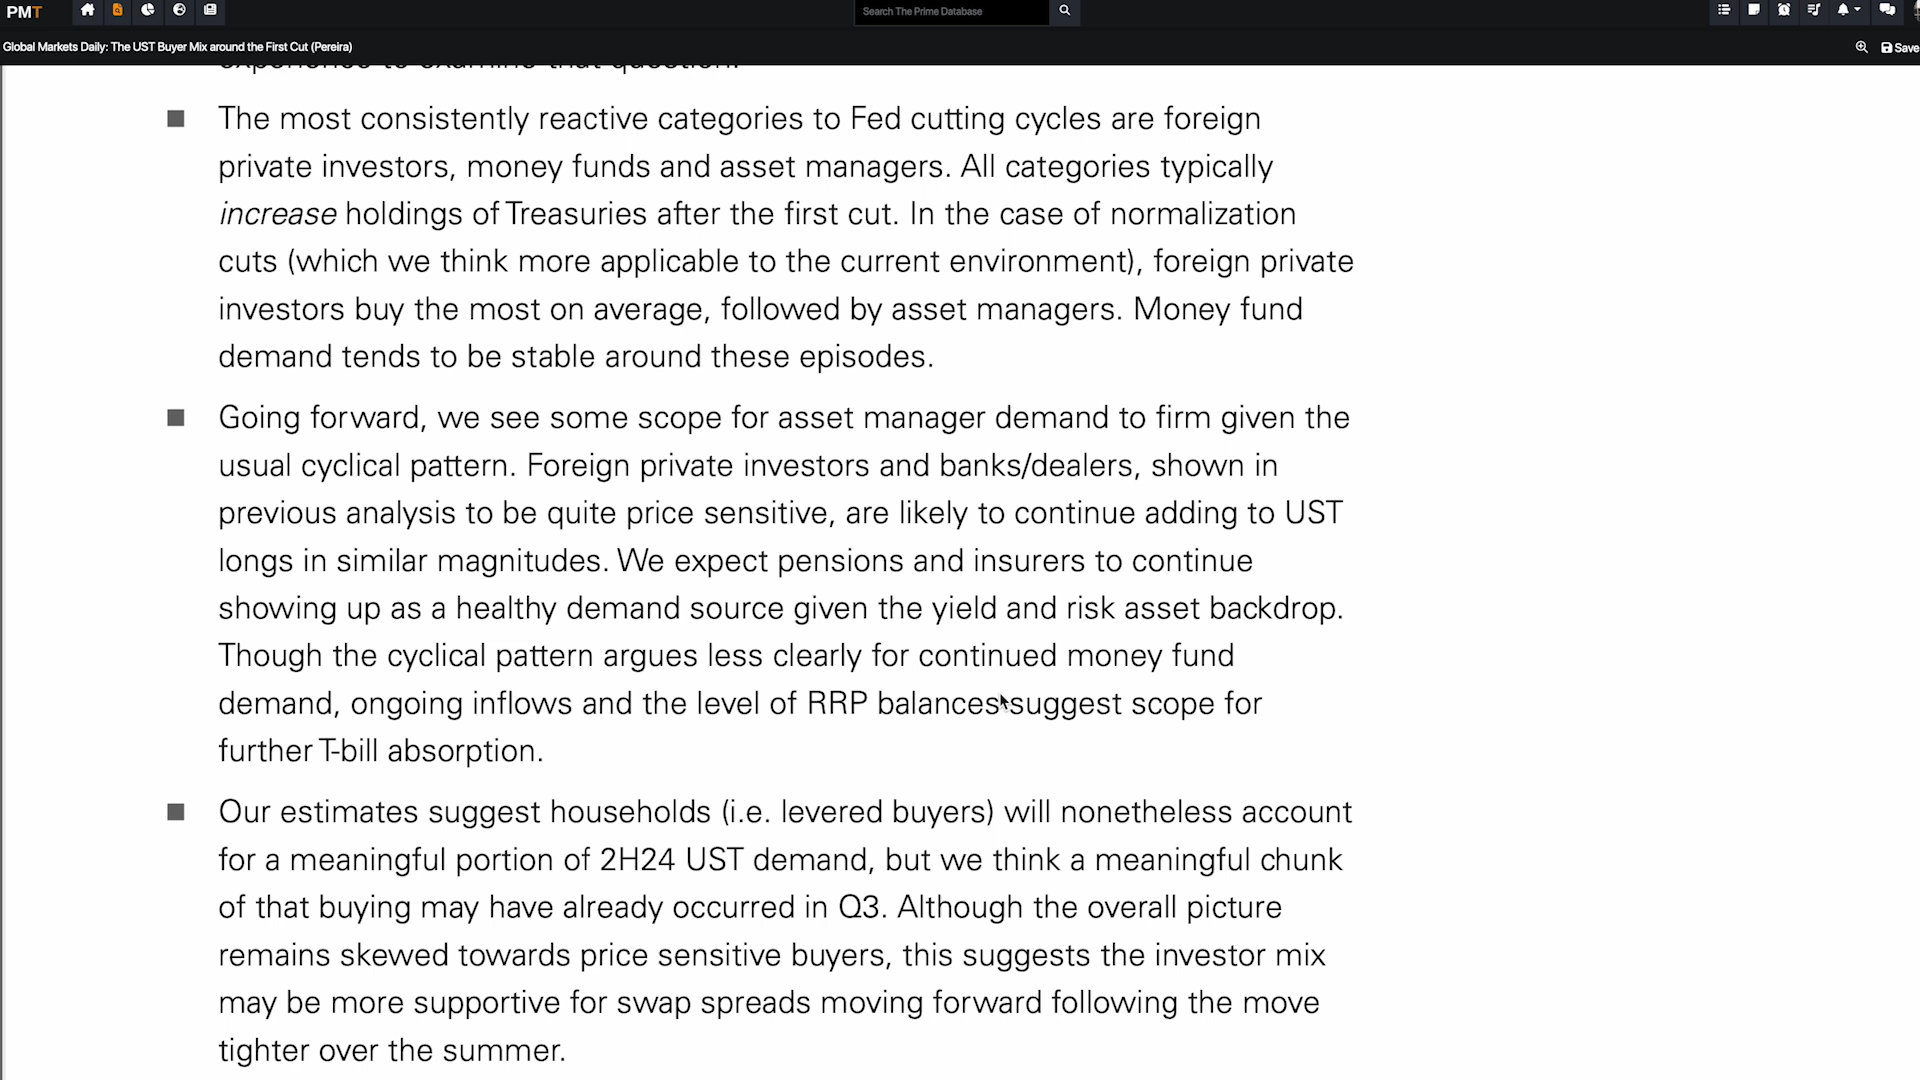 PMT
Search The Prime Database
Global Markets Daily: The UST Buyer Mix around the First Cut (Pereira)
Save
experience to examine that question.
The most consistently reactive categories to Fed cutting cycles are foreign
private investors, money funds and asset managers. All categories typically
increase holdings of Treasuries after the first cut. In the case of normalization
cuts (which we think more applicable to the current environment), foreign private
investors buy the most on average, followed by asset managers. Money fund
demand tends to be stable around these episodes.
Going forward, we see some scope for asset manager demand to firm given the
usual cyclical pattern. Foreign private investors and banks/dealers, shown in
previous analysis to be quite price sensitive, are likely to continue adding to UST
longs in similar magnitudes. We expect pensions and insurers to continue
showing up as a healthy demand source given the yield and risk asset backdrop.
Though the cyclical pattern argues less clearly for continued money fund
demand, ongoing inflows and the level of RRP balances suggest scope for
further T-bill absorption.
Our estimates suggest households (i.e. levered buyers) will nonetheless account
for a meaningful portion of 2H24 UST demand, but we think a meaningful chunk
of that buying may have already occurred in Q3. Although the overall picture
remains skewed towards price sensitive buyers, this suggests the investor mix
may be more supportive for swap spreads moving forward following the move
tighter over the summer.